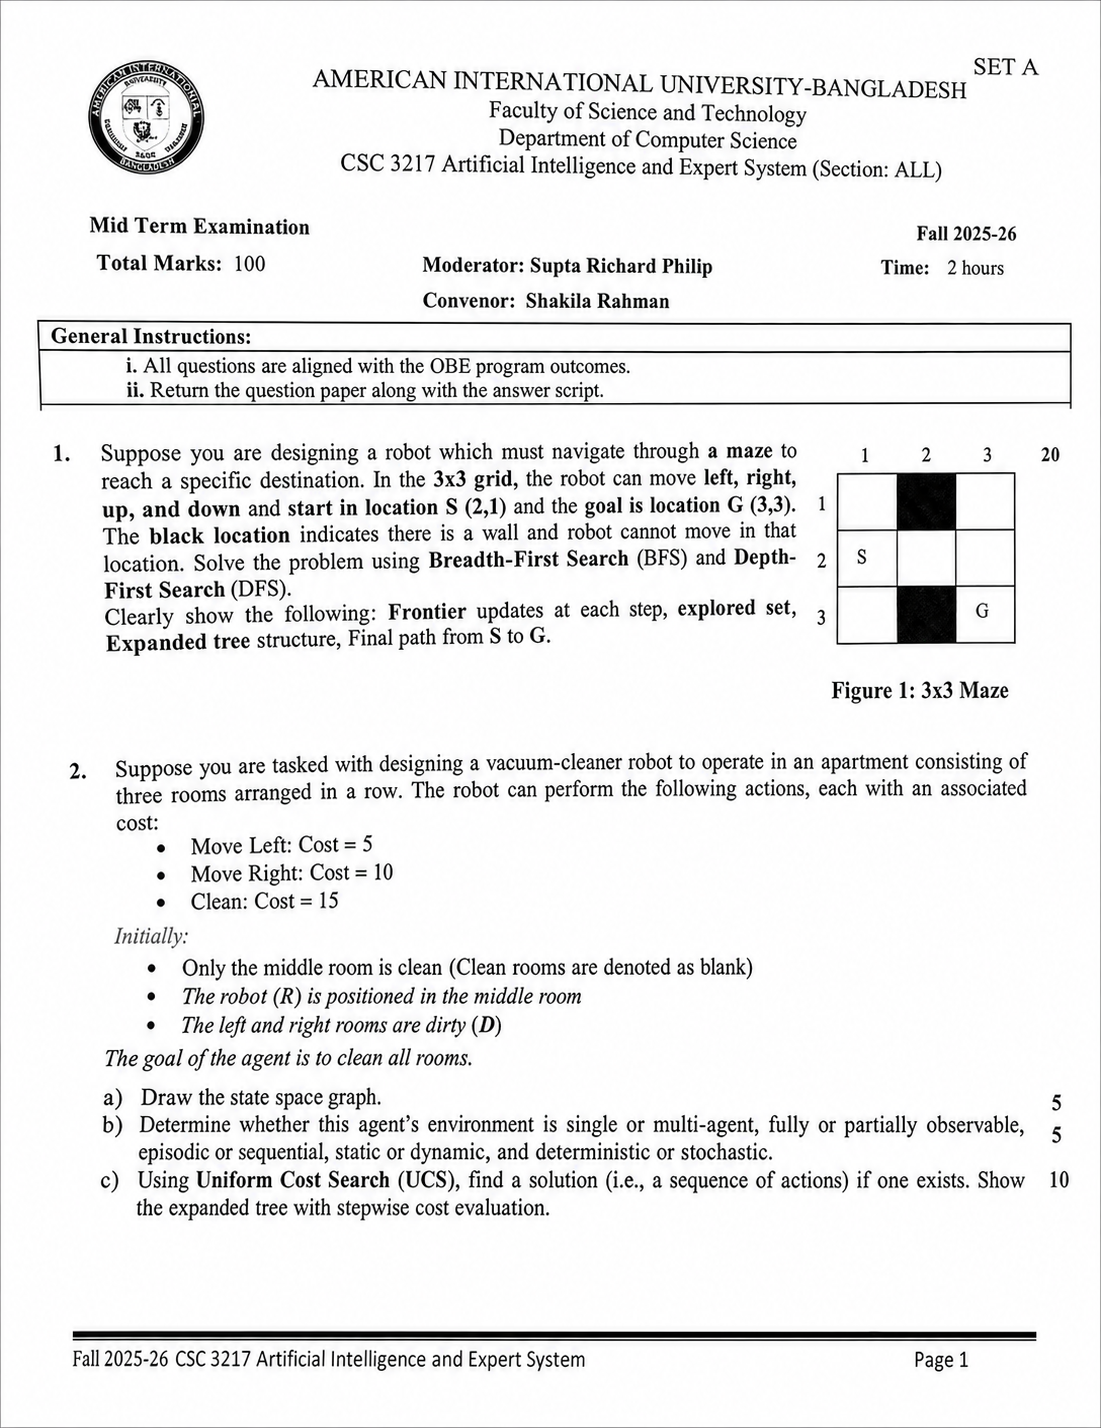 SET A
AMERICAN INTERNATIONAL UNIVERSITY-BANGLADESH
Faculty of Science and Technology
Department of Computer Science
CSC 3217 Artificial Intelligence and Expert System (Section: ALL)
AMERICAN INTERNATIONAL
UNIVERSITY
BANGLADESH
Mid Term Examination
Fall 2025-26
Total Marks: 100
Moderator: Supta Richard Philip
Time: 2 hours
Convenor: Shakila Rahman
General Instructions:
i. All questions are aligned with the OBE program outcomes.
ii. Return the question paper along with the answer script.
1. Suppose you are designing a robot which must navigate through a maze to
reach a specific destination. In the 3x3 grid, the robot can move left, right,
up, and down and start in location S (2,1) and the goal is location G (3,3).
The black location indicates there is a wall and robot cannot move in that
location. Solve the problem using Breadth-First Search (BFS) and Depth-
First Search (DFS).
Clearly show the following: Frontier updates at each step, explored set,
Expanded tree structure, Final path from S to G.
1 2 3 20
1
2 S
3 G
Figure 1: 3x3 Maze
2. Suppose you are tasked with designing a vacuum-cleaner robot to operate in an apartment consisting of
three rooms arranged in a row. The robot can perform the following actions, each with an associated
cost:
• Move Left: Cost = 5
• Move Right: Cost = 10
• Clean: Cost = 15
Initially:
• Only the middle room is clean (Clean rooms are denoted as blank)
• The robot (R) is positioned in the middle room
• The left and right rooms are dirty (D)
The goal of the agent is to clean all rooms.
a) Draw the state space graph. 5
b) Determine whether this agent's environment is single or multi-agent, fully or partially observable, 5
episodic or sequential, static or dynamic, and deterministic or stochastic.
c) Using Uniform Cost Search (UCS), find a solution (i.e., a sequence of actions) if one exists. Show 10
the expanded tree with stepwise cost evaluation.
Fall 2025-26 CSC 3217 Artificial Intelligence and Expert System Page 1